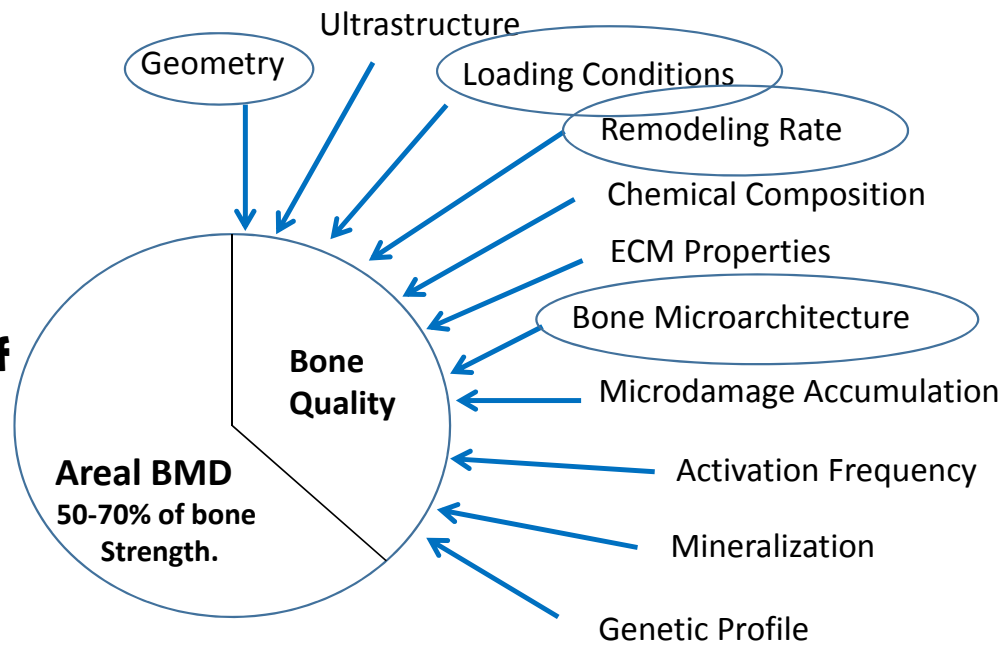 Ultrastructure
Geometry
Loading Conditions
Remodeling Rate
Chemical Composition
ECM Properties
Bone Microarchitecture
f
Bone
Quality
Microdamage Accumulation
Areal BMD
50-70% of bone
Strength.
Activation Frequency
Mineralization
Genetic Profile